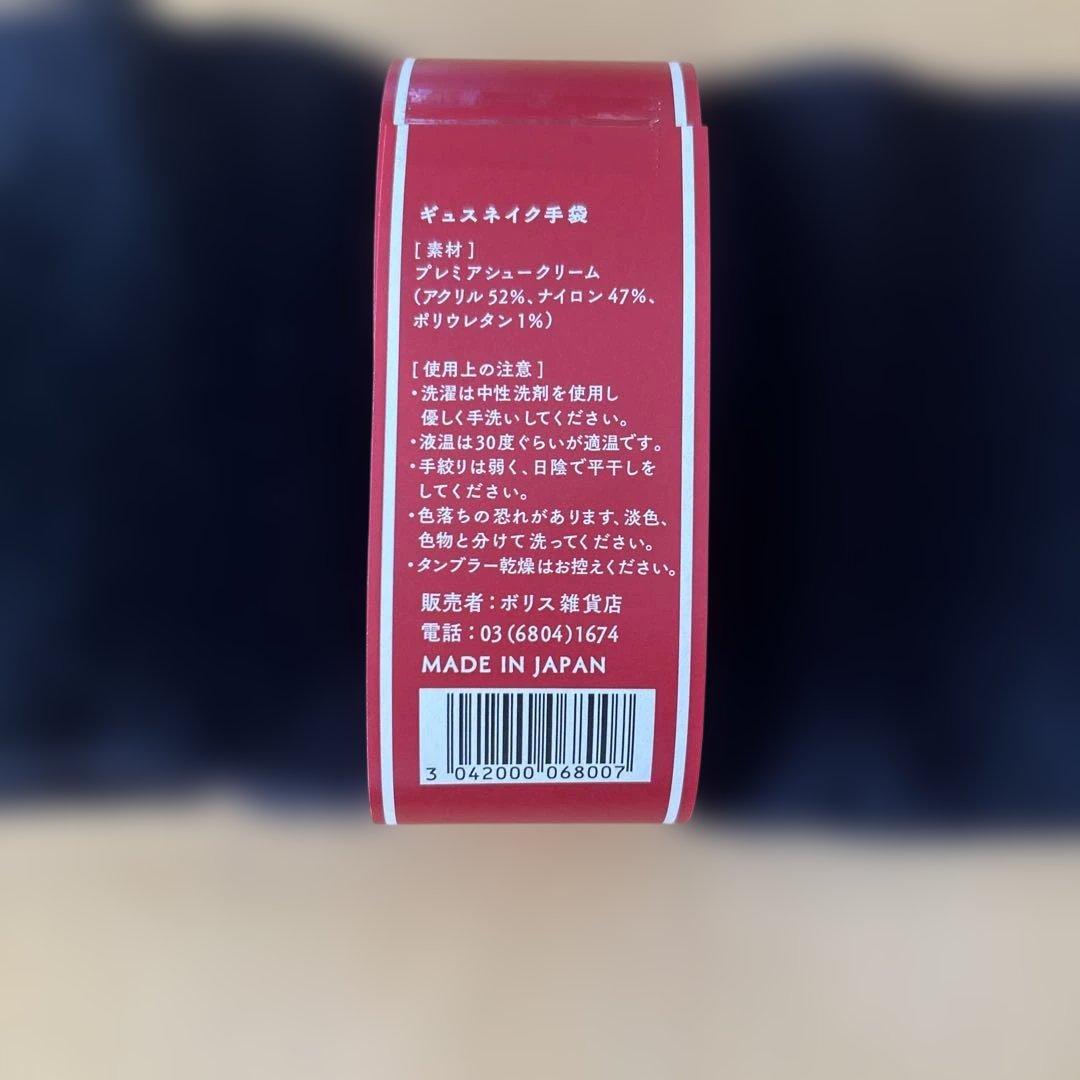 ギュスネイク手袋
[素材]
プレミアシュークリーム
(アクリル52%、ナイロン47%、
ポリウレタン1%)
[使用上の注意]
・洗濯は中性洗剤を使用し
優しく手洗いしてください。
・液温は30度ぐらいが適温です。
・手絞りは弱く、日陰で平干しを
してください。
・色落ちの恐れがあります、淡色、
色物と分けて洗ってください。
・タンブラー乾燥はお控えください。
販売者：ボリス雑貨店
電話：03(6804)1674
MADE IN JAPAN
3 042000 068007